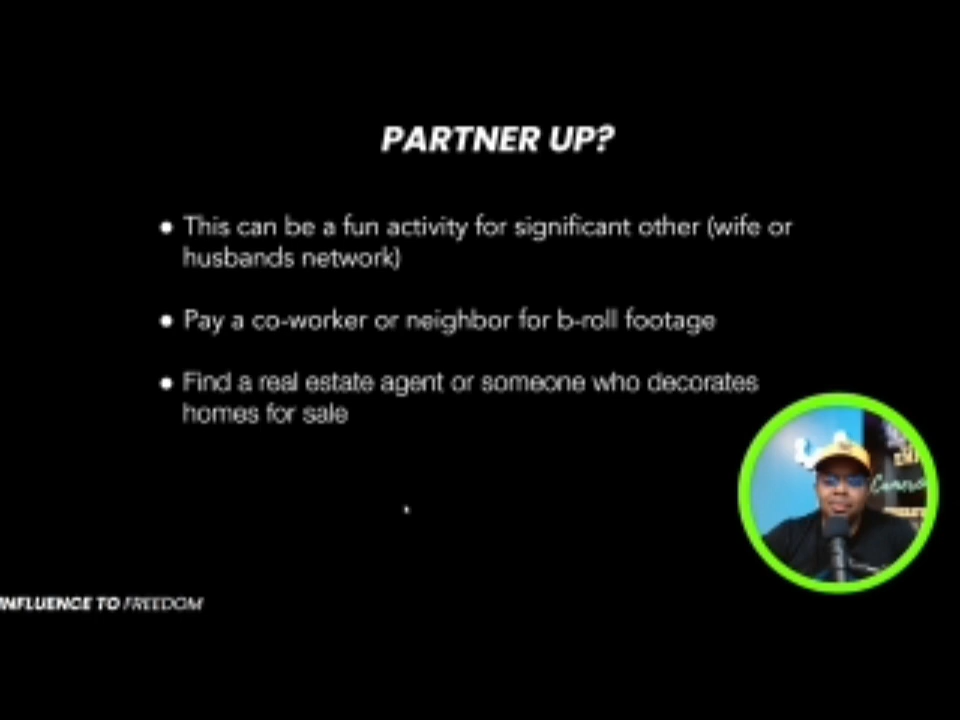 PARTNER UP?
● This can be a fun activity for significant other (wife or
husbands network)
● Pay a co-worker or neighbor for b-roll footage
● Find a real estate agent or someone who decorates
homes for sale
INFLUENCE TO FREEDOM